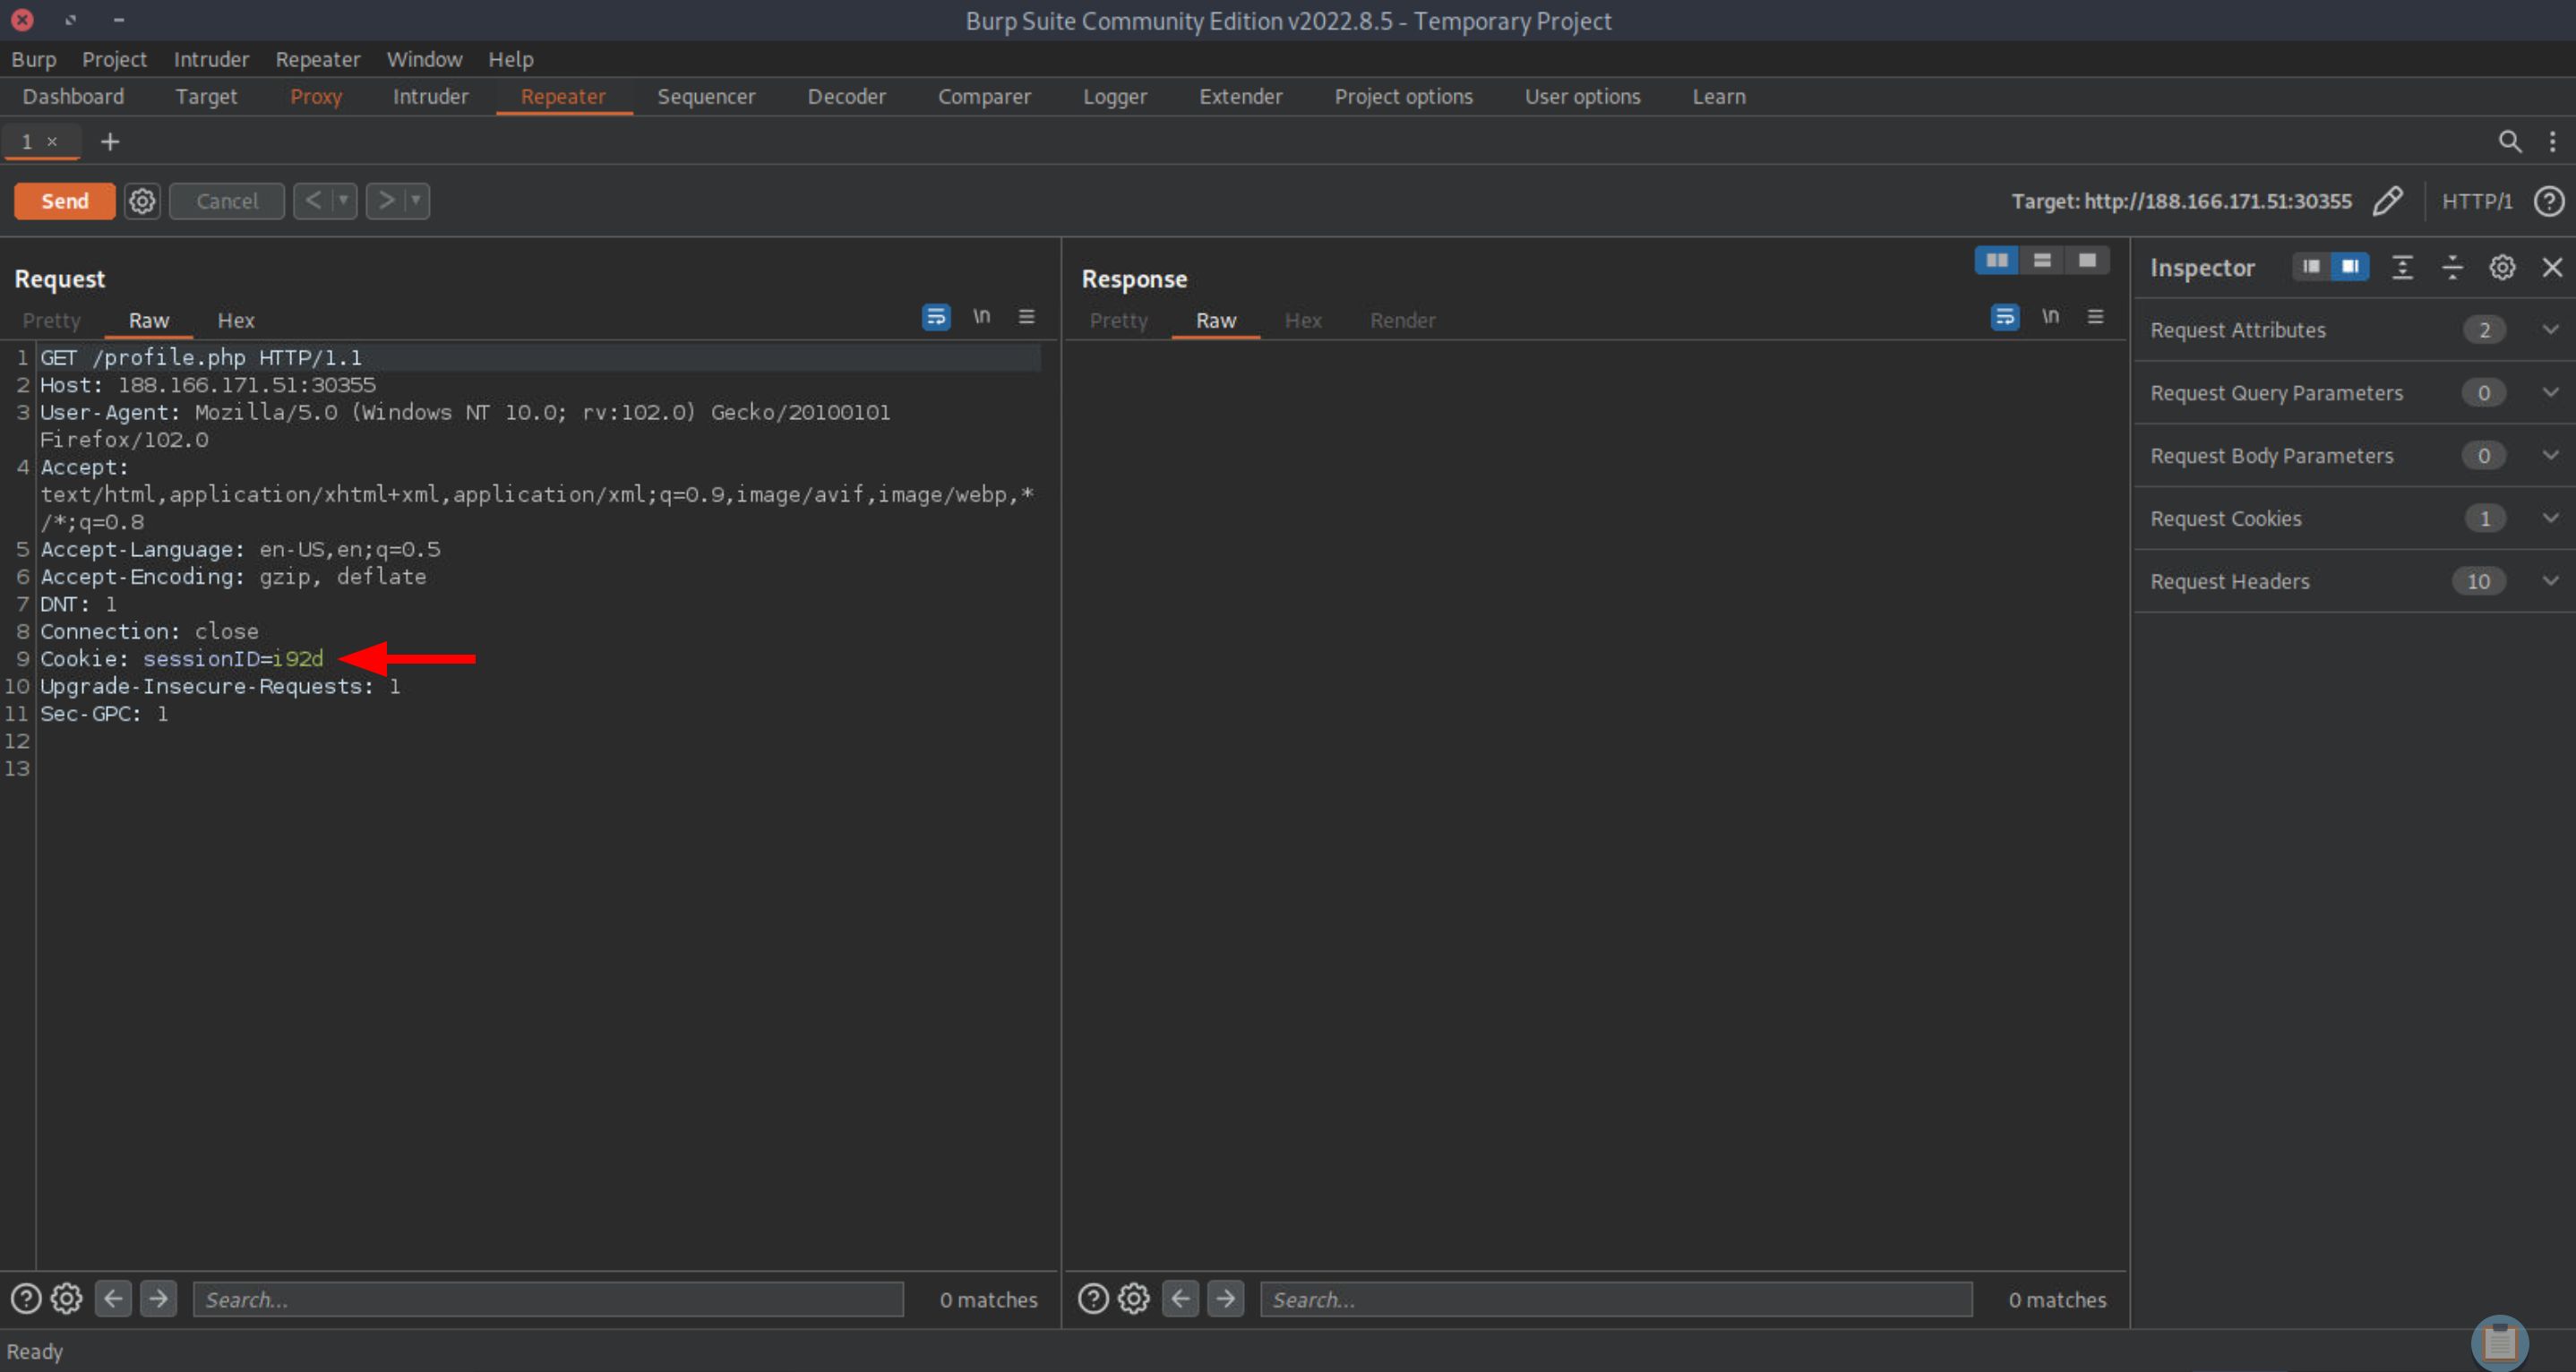 Burp Suite Community Edition v2022.8.5 - Temporary Project
Burp Project Intruder Repeater Window Help
Dashboard Target Proxy Intruder Repeater Sequencer Decoder Comparer Logger Extender Project options User options Learn
1 × +
Send Cancel < > Target: http://188.166.171.51:30355 HTTP/1 ?
Request
Pretty Raw Hex \n
1 GET /profile.php HTTP/1.1
2 Host: 188.166.171.51:30355
3 User-Agent: Mozilla/5.0 (Windows NT 10.0; rv:102.0) Gecko/20100101
Firefox/102.0
4 Accept:
text/html,application/xhtml+xml,application/xml;q=0.9,image/avif,image/webp,*
/*;q=0.8
5 Accept-Language: en-US,en;q=0.5
6 Accept-Encoding: gzip, deflate
7 DNT: 1
8 Connection: close
9 Cookie: sessionID=i92d
10 Upgrade-Insecure-Requests: 1
11 Sec-GPC: 1
12
13
? Search... 0 matches
Response
Pretty Raw Hex Render \n
? Search... 0 matches
Inspector
Request Attributes 2
Request Query Parameters 0
Request Body Parameters 0
Request Cookies 1
Request Headers 10
Ready